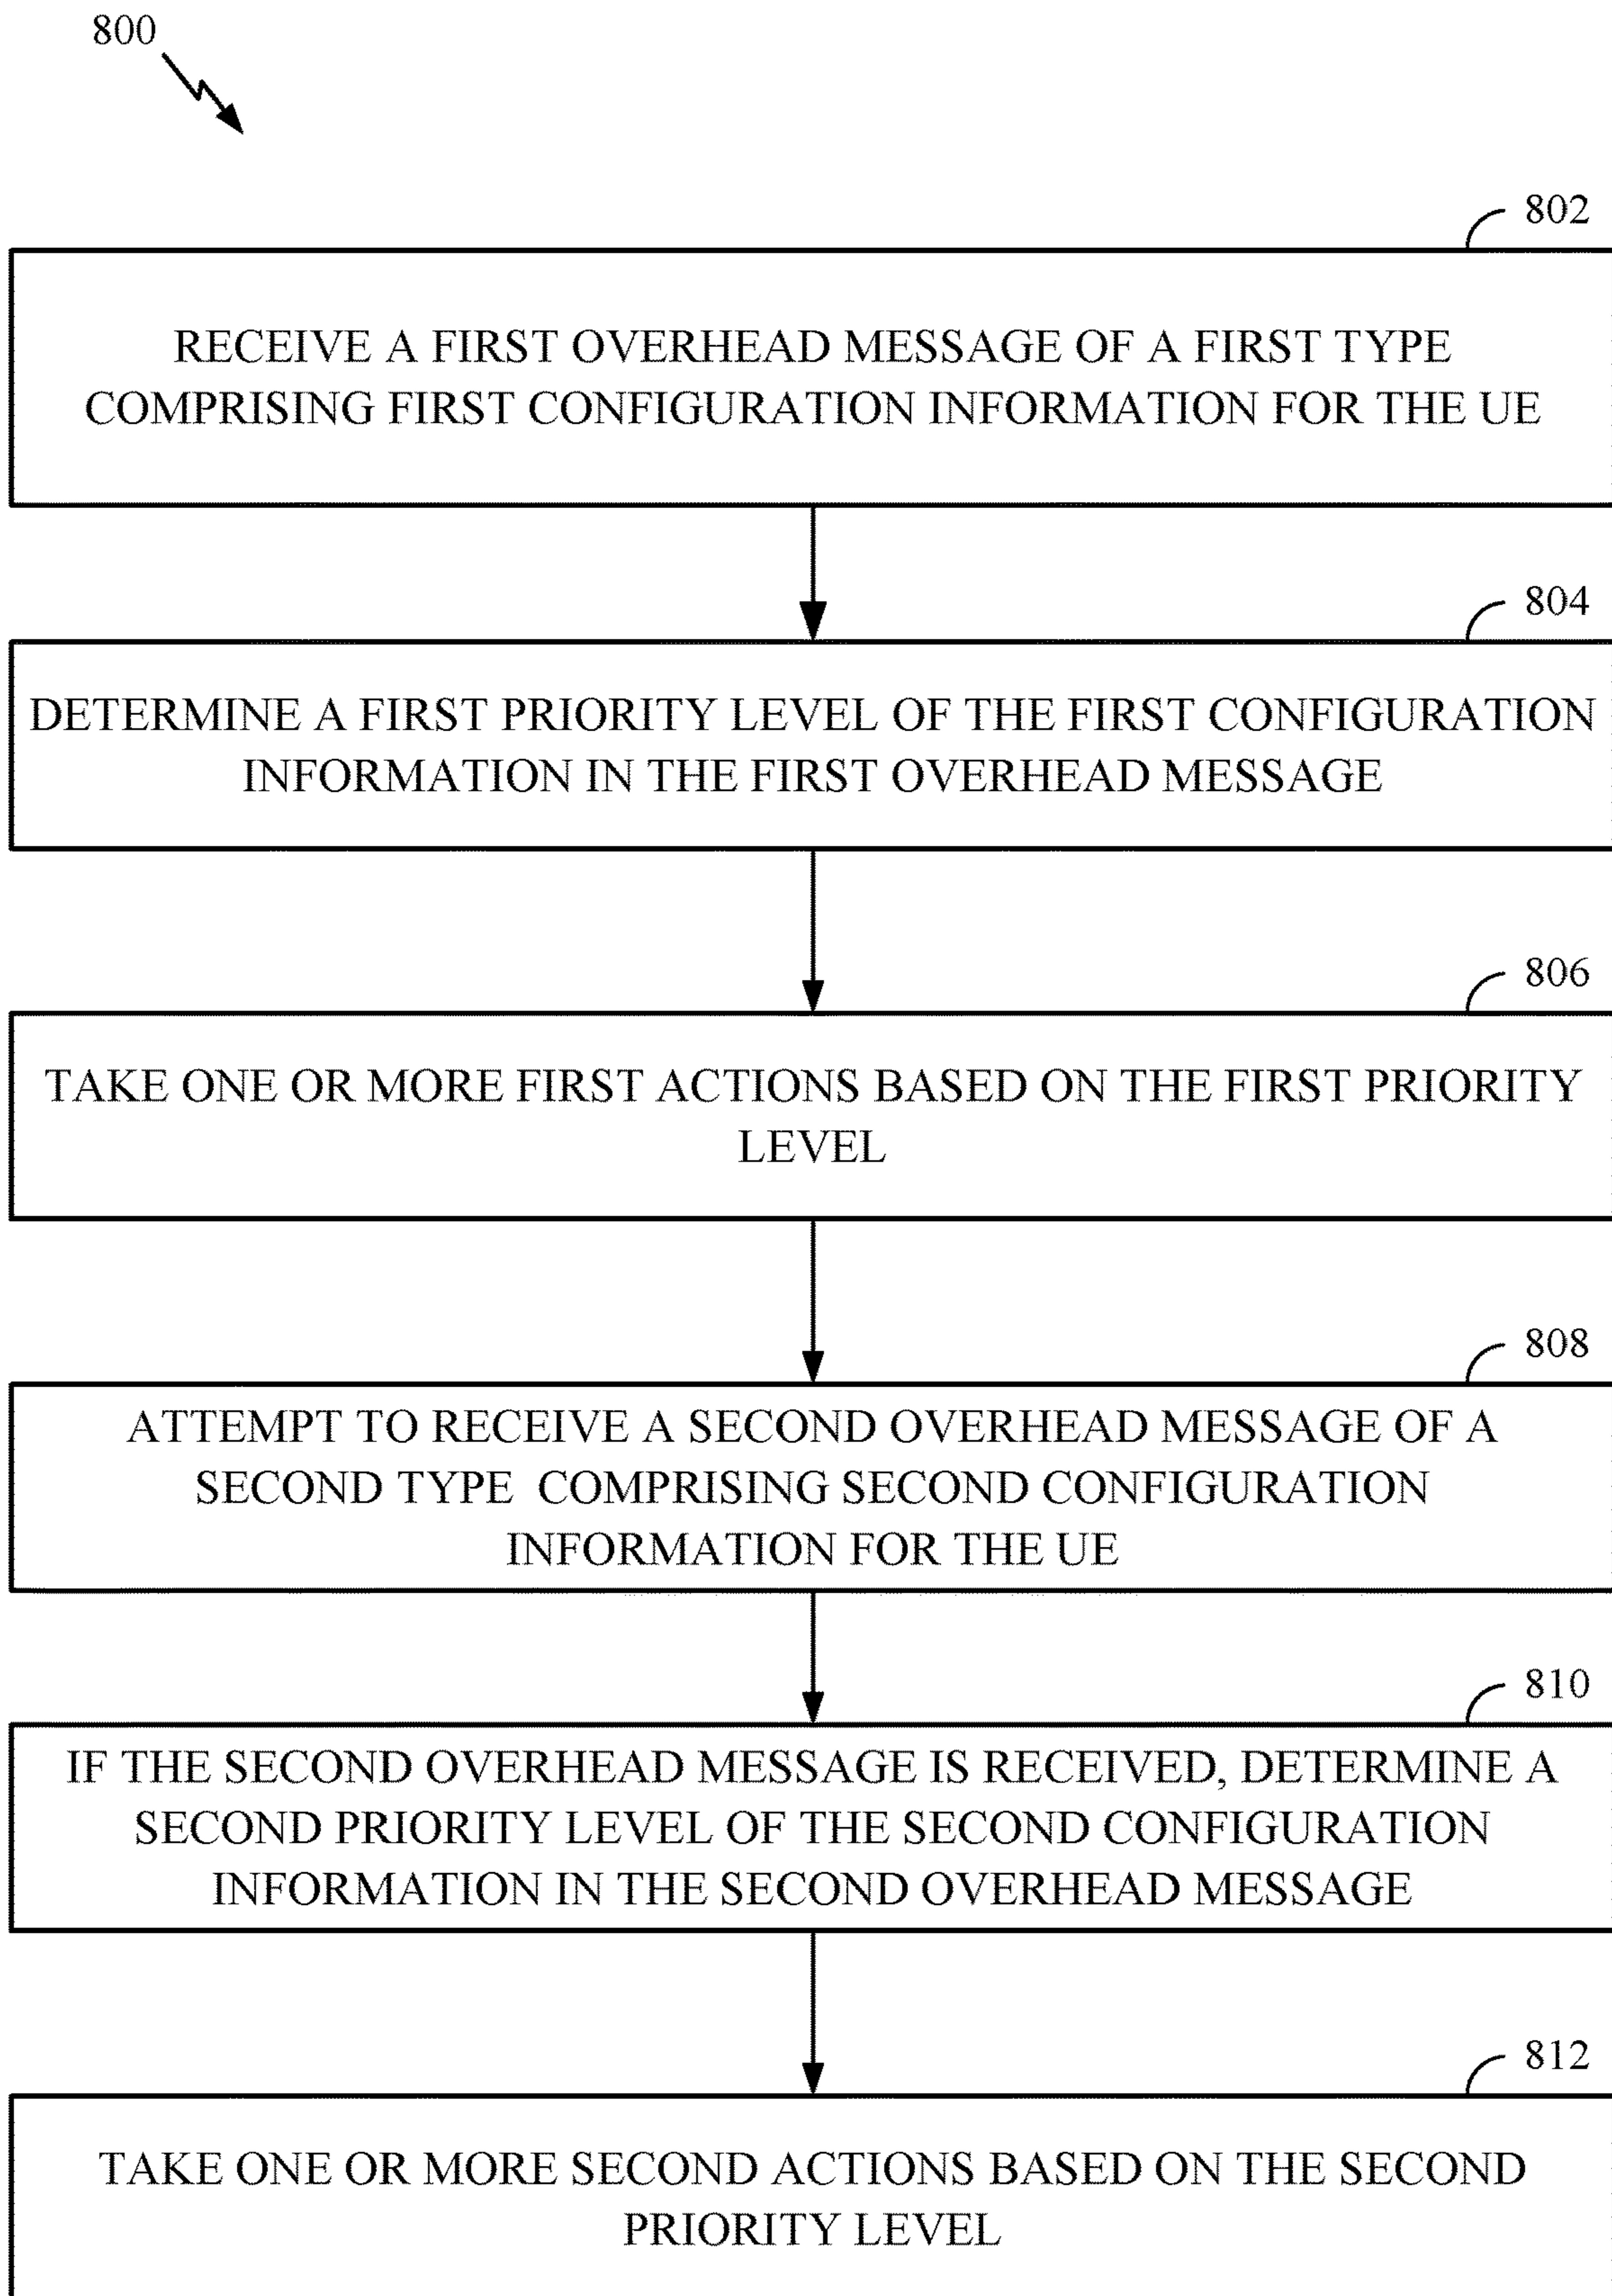 800
802
RECEIVE A FIRST OVERHEAD MESSAGE OF A FIRST TYPE
COMPRISING FIRST CONFIGURATION INFORMATION FOR THE UE
804
DETERMINE A FIRST PRIORITY LEVEL OF THE FIRST CONFIGURATION
INFORMATION IN THE FIRST OVERHEAD MESSAGE
806
TAKE ONE OR MORE FIRST ACTIONS BASED ON THE FIRST PRIORITY
LEVEL
808
ATTEMPT TO RECEIVE A SECOND OVERHEAD MESSAGE OF A
SECOND TYPE COMPRISING SECOND CONFIGURATION
INFORMATION FOR THE UE
810
IF THE SECOND OVERHEAD MESSAGE IS RECEIVED, DETERMINE A
SECOND PRIORITY LEVEL OF THE SECOND CONFIGURATION
INFORMATION IN THE SECOND OVERHEAD MESSAGE
812
TAKE ONE OR MORE SECOND ACTIONS BASED ON THE SECOND
PRIORITY LEVEL